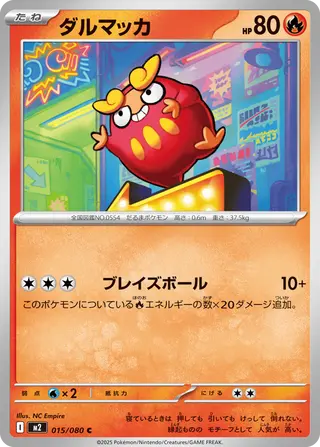 たね
ダルマッカ
HP80
全国図鑑NO.0554 だるまポケモン 高さ:0.6m 重さ:37.5kg
ブレイズボール 10+
このポケモンについている エネルギーの数×20ダメージ追加。
弱点 ×2 抵抗力 にげる
Illus. NC Empire
I M2 015/080 C
寝ているときは 押しても 引いても
けっして 倒れない。
縁起ものの モチーフとして 人気が 高い。
©2025 Pokémon/Nintendo/Creatures/GAME FREAK.